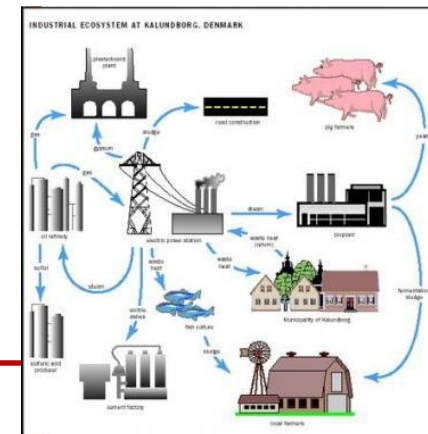 INDUSTRIAL ECOSYSTEM AT KALUNDBORG, DENMARK
plasterboard
plant
sludge
road construction
pig farmers
gas
gypsum
yeast
gas
oil refinery
electric power station
steam
bioplant
waste heat
(return)
sulfur
steam
waste
heat
waste
heat
Municipality of Kalundborg
fermentation
sludge
fish culture
ashes
sulfuric acid
producer
sludge
cement factory
local farmers